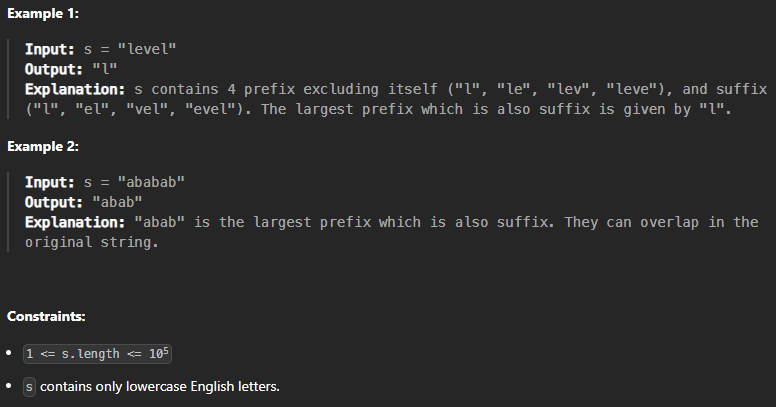 Example 1:
Input: s = "level"
Output: "l"
Explanation: s contains 4 prefix excluding itself ("l", "le", "lev", "leve"), and suffix
("l", "el", "vel", "evel"). The largest prefix which is also suffix is given by "l".
Example 2:
Input: s = "ababab"
Output: "abab"
Explanation: "abab" is the largest prefix which is also suffix. They can overlap in the
original string.
Constraints:
• 1 <= s.length <= 10⁵
• s contains only lowercase English letters.